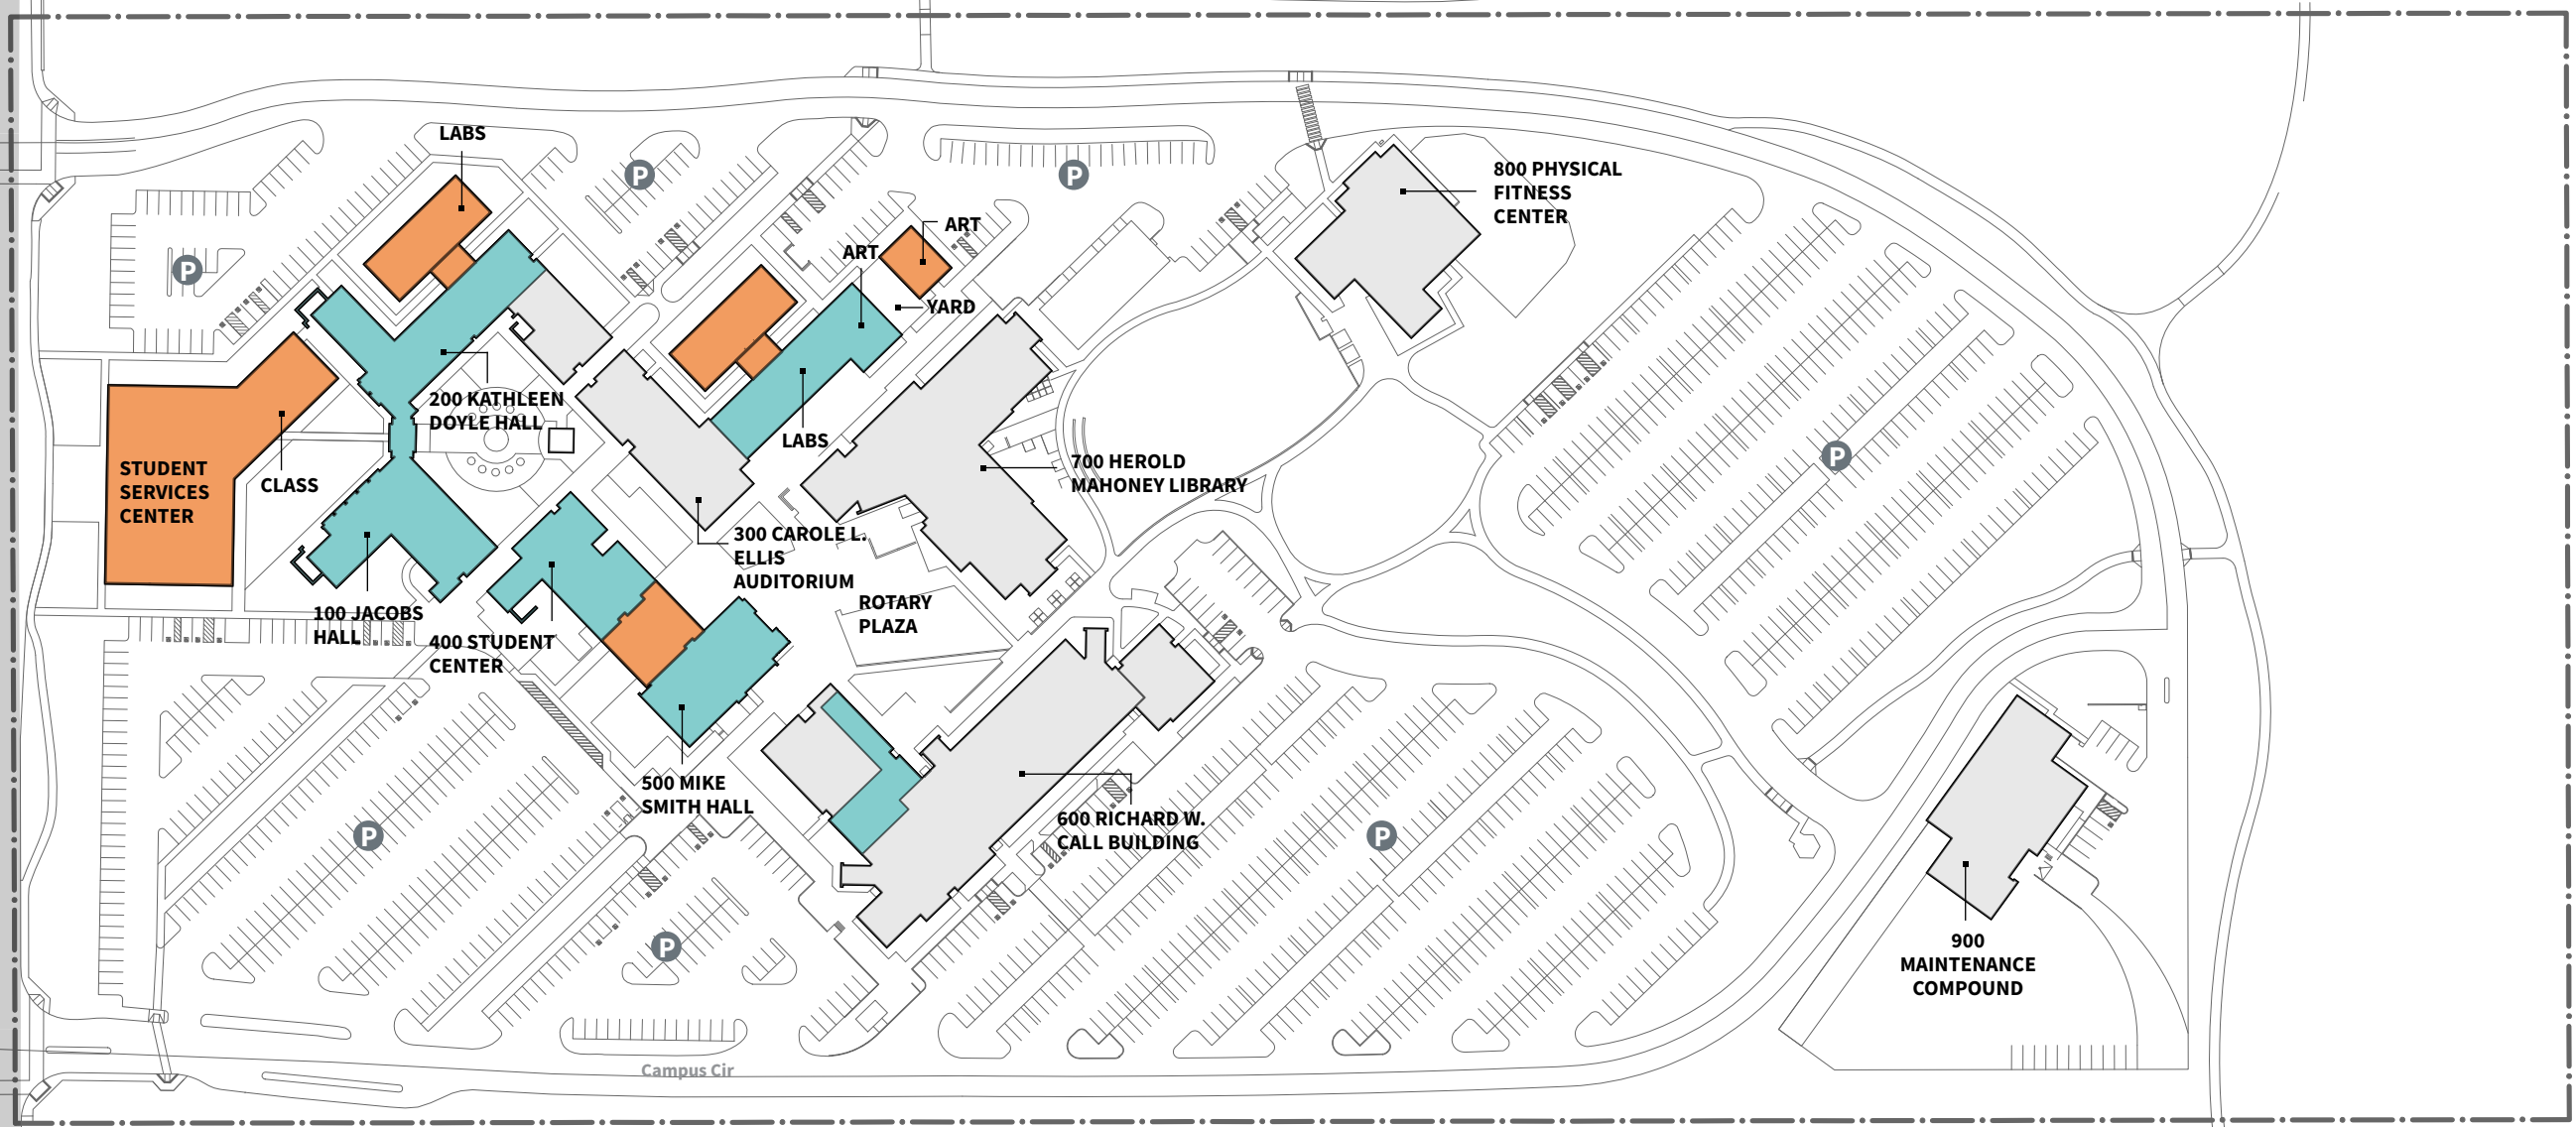 LABS
P
P
800 PHYSICAL
FITNESS
CENTER
ART
ART
P
YARD
200 KATHLEEN
DOYLE HALL
LABS
P
STUDENT
SERVICES
CENTER
CLASS
700 HEROLD
MAHONEY LIBRARY
300 CAROLE L.
ELLIS
AUDITORIUM
ROTARY
PLAZA
100 JACOBS
HALL
400 STUDENT
CENTER
500 MIKE
SMITH HALL
600 RICHARD W.
CALL BUILDING
P
P
P
900
MAINTENANCE
COMPOUND
Campus Cir